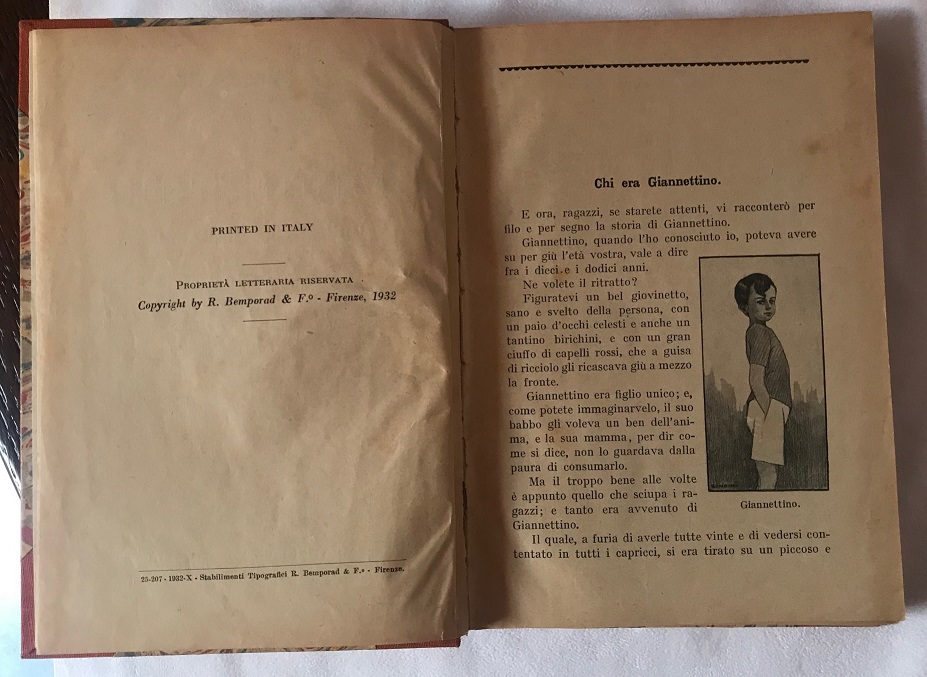 PRINTED IN ITALY
PROPRIETÀ LETTERARIA RISERVATA
Copyright by R. Bemporad & F.º - Firenze, 1932
25-207 - 1932-X - Stabilimenti Tipografici R. Bemporad & F.º - Firenze.
Chi era Giannettino.
E ora, ragazzi, se starete attenti, vi racconterò per
filo e per segno la storia di Giannettino.
Giannettino, quando l'ho conosciuto io, poteva avere
su per giù l'età vostra, vale a dire
fra i dieci e i dodici anni.
Ne volete il ritratto?
Figuratevi un bel giovinetto,
sano e svelto della persona, con
un paio d'occhi celesti e anche un
tantino birichini, e con un gran
ciuffo di capelli rossi, che a guisa
di ricciolo gli ricascava giù a mezzo
la fronte.
Giannettino era figlio unico; e,
come potete immaginarvelo, il suo
babbo gli voleva un ben dell'ani-
ma, e la sua mamma, per dir co-
me si dice, non lo guardava dalla
paura di consumarlo.
Ma il troppo bene alle volte
è appunto quello che sciupa i ra-
gazzi; e tanto era avvenuto di
Giannettino.
Giannettino.
Il quale, a furia di averle tutte vinte e di vedersi con-
tentato in tutti i capricci, si era tirato su un piccoso e